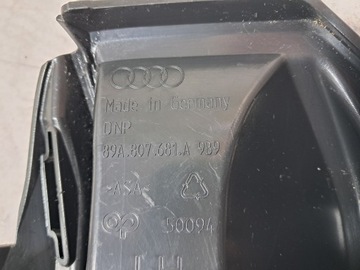 Made in Germany
DNP
89A.807.681.A 9B9
>ASA<
50094